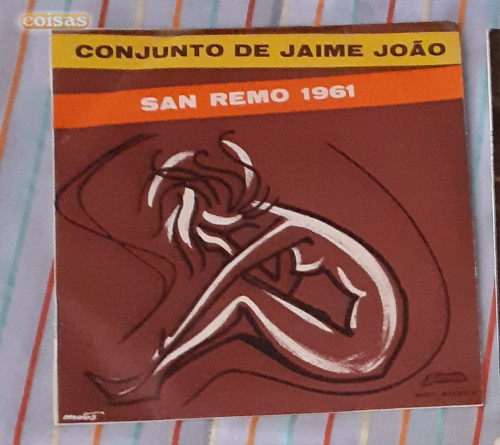 coisas
CONJUNTO DE JAIME JOÃO
SAN REMO 1961